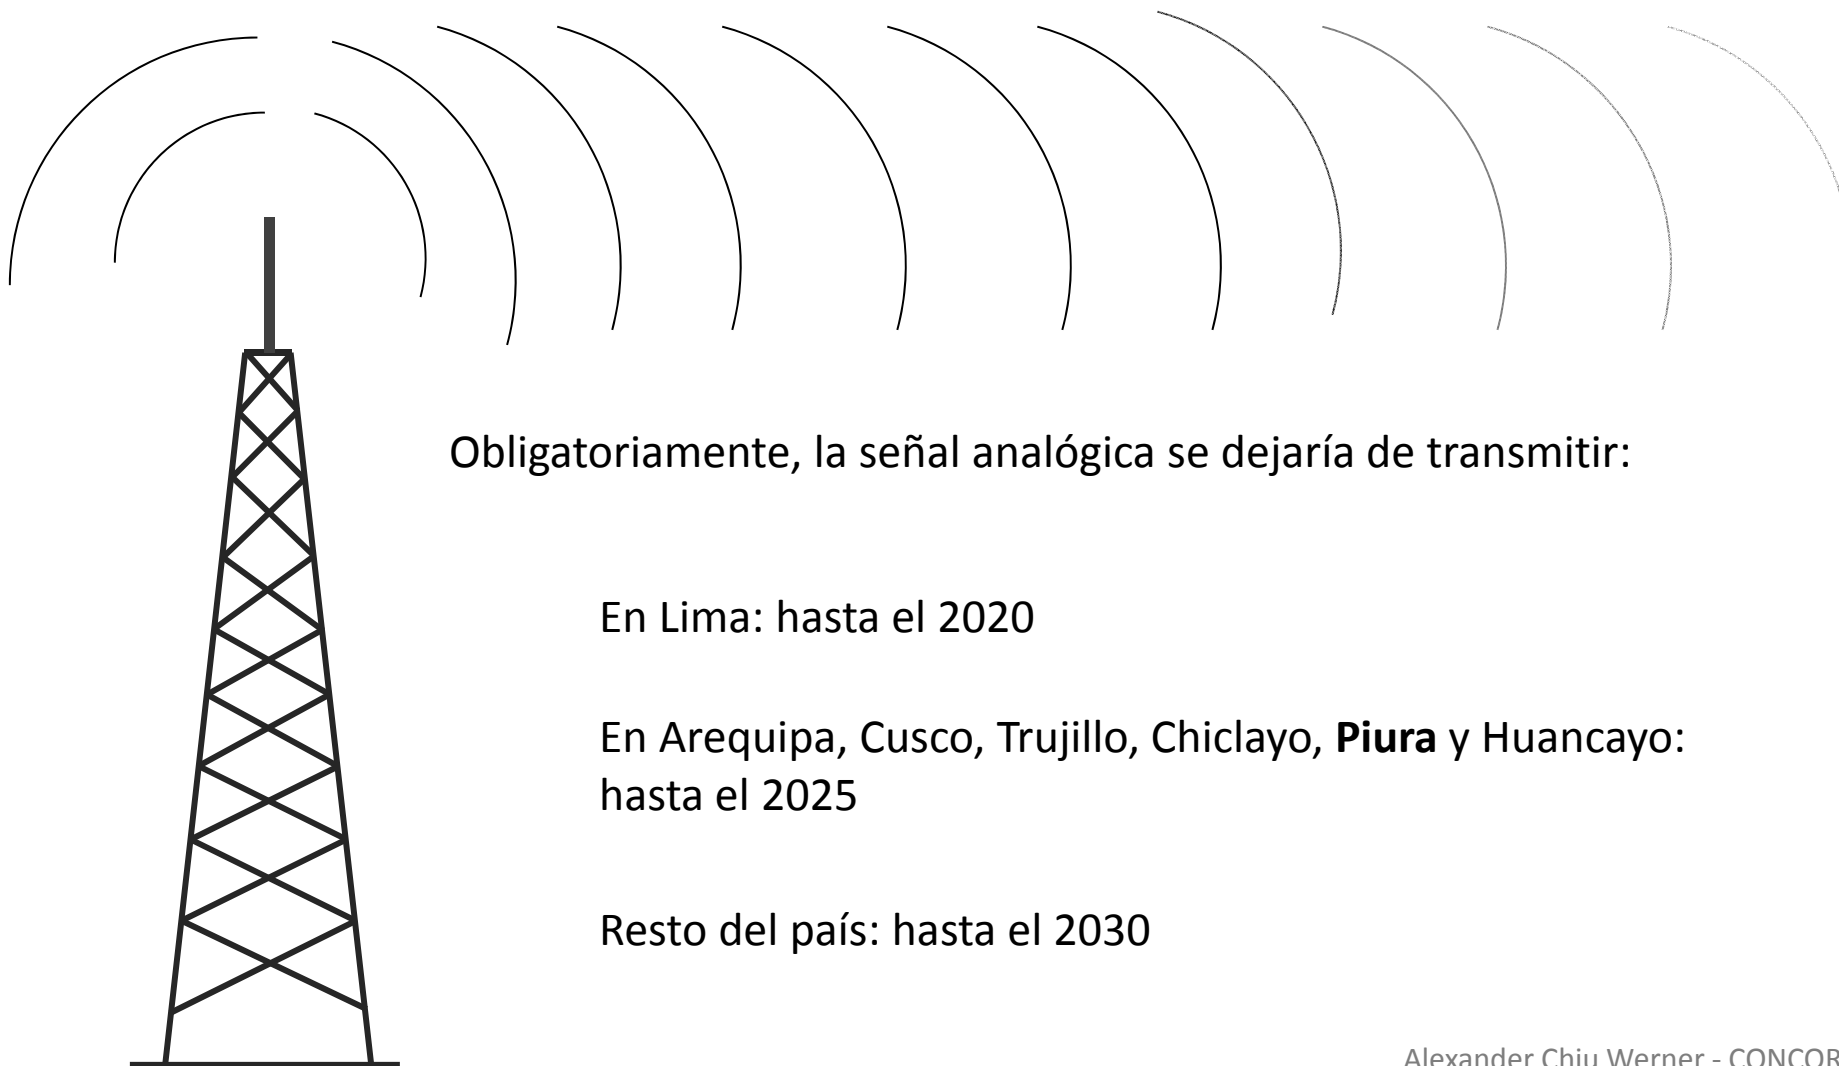 Obligatoriamente, la señal analógica se dejaría de transmitir:
En Lima: hasta el 2020
En Arequipa, Cusco, Trujillo, Chiclayo, Piura y Huancayo:
hasta el 2025
Resto del país: hasta el 2030
Alexander Chiu Werner - CONCOR